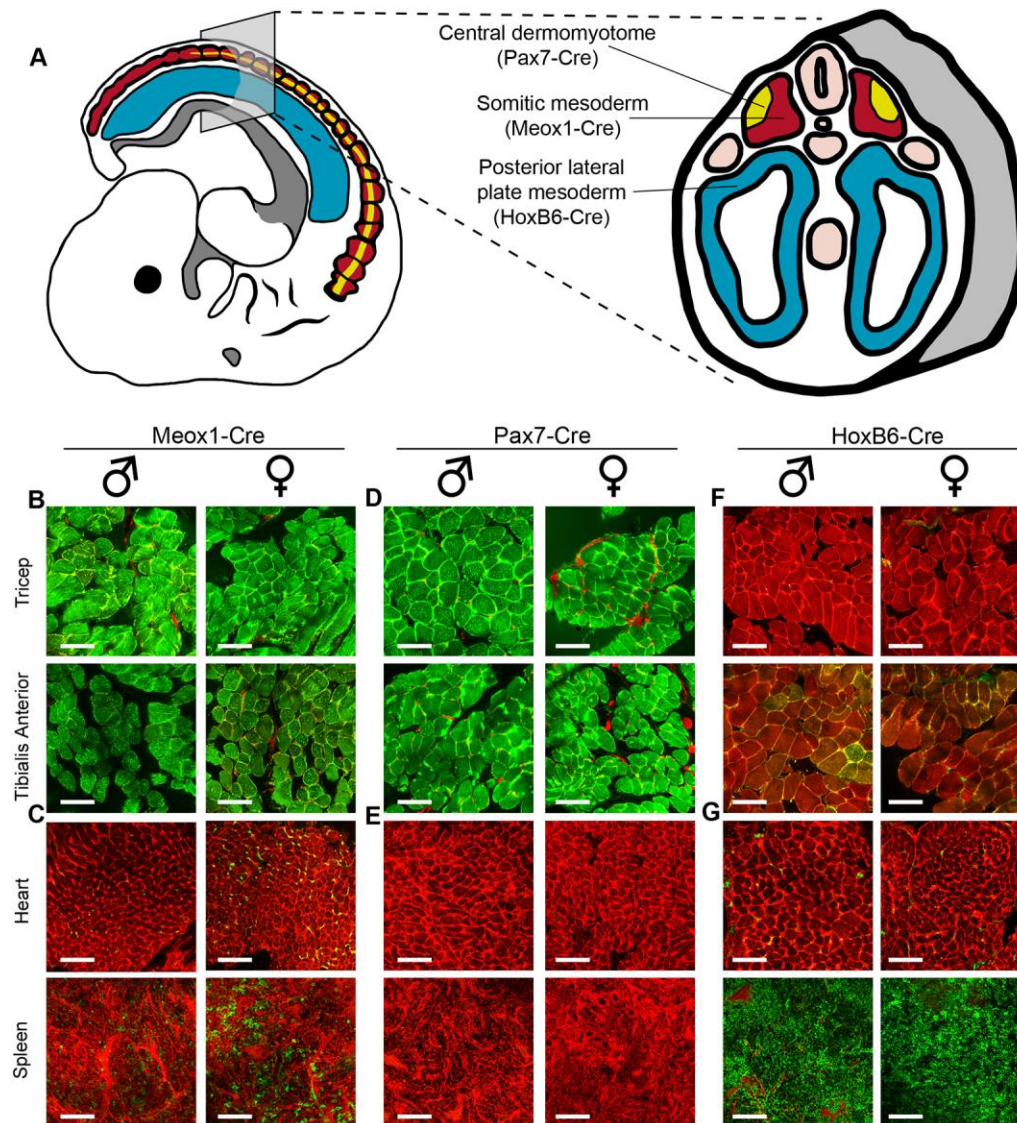 A
Central dermomyotome
(Pax7-Cre)
Somitic mesoderm
(Meox1-Cre)
Posterior lateral
plate mesoderm
(HoxB6-Cre)
Meox1-Cre
Pax7-Cre
HoxB6-Cre
♂ ♀ ♂ ♀ ♂ ♀
B D F
Tricep
Tibialis Anterior
C E G
Heart
Spleen